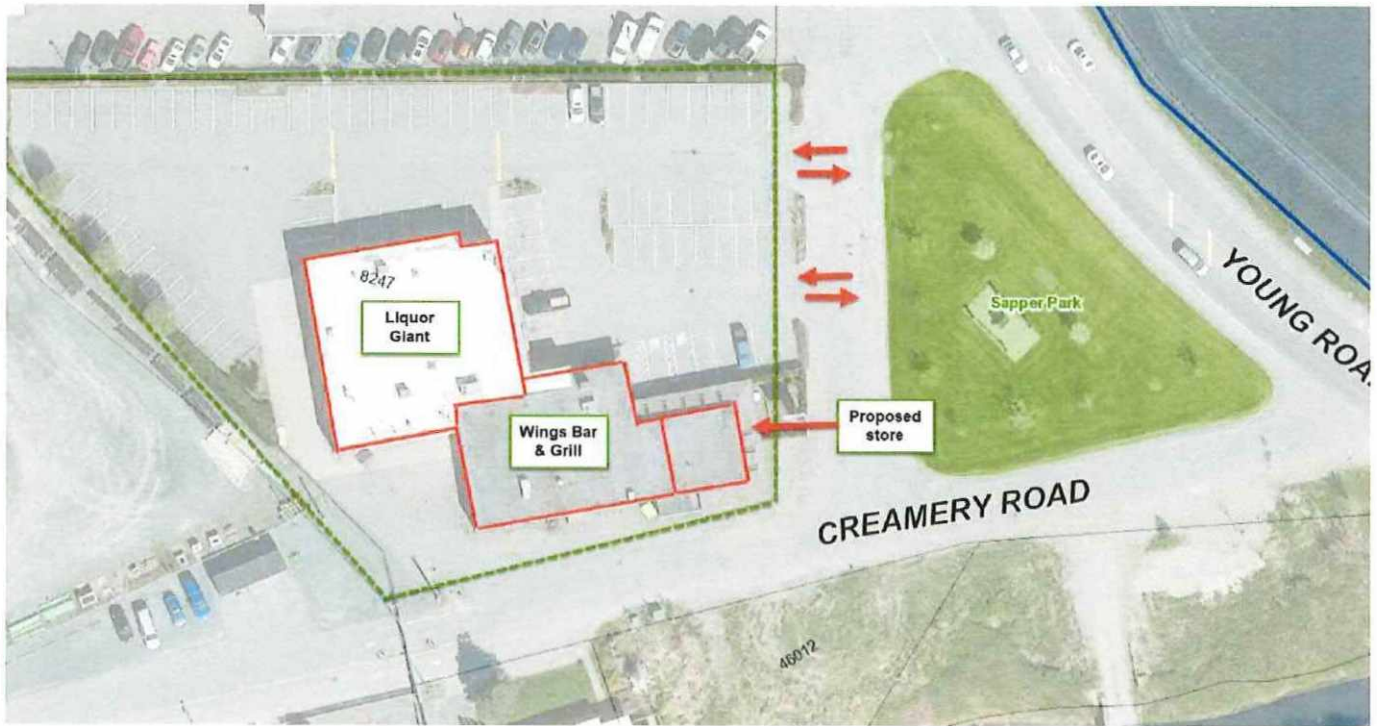 8247
Liquor
Giant
Wings Bar
& Grill
Proposed
store
Sapper Park
YOUNG ROA
CREAMERY ROAD
46012